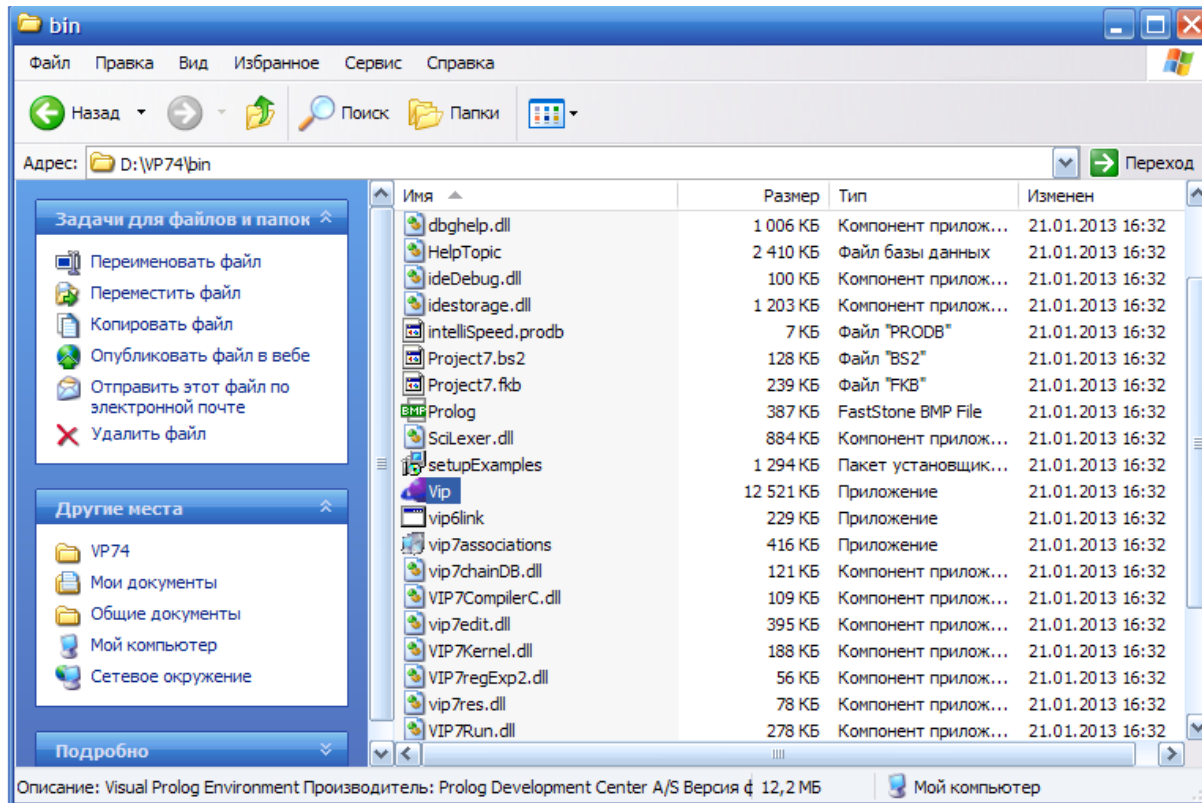 bin
Файл Правка Вид Избранное Сервис Справка
Назад Поиск Папки
Адрес: D:\VP74\bin Переход
Задачи для файлов и папок
Переименовать файл
Переместить файл
Копировать файл
Опубликовать файл в вебе
Отправить этот файл по
электронной почте
Удалить файл
Другие места
VP74
Мои документы
Общие документы
Мой компьютер
Сетевое окружение
Подробно
Имя Размер Тип Изменен
dbghelp.dll 1 006 КБ Компонент прилож... 21.01.2013 16:32
HelpTopic 2 410 КБ Файл базы данных 21.01.2013 16:32
ideDebug.dll 100 КБ Компонент прилож... 21.01.2013 16:32
idestorage.dll 1 203 КБ Компонент прилож... 21.01.2013 16:32
intelliSpeed.prodb 7 КБ Файл "PRODB" 21.01.2013 16:32
Project7.bs2 128 КБ Файл "BS2" 21.01.2013 16:32
Project7.fkb 239 КБ Файл "FKB" 21.01.2013 16:32
BMP Prolog 387 КБ FastStone BMP File 21.01.2013 16:32
SciLexer.dll 884 КБ Компонент прилож... 21.01.2013 16:32
setupExamples 1 294 КБ Пакет установщик... 21.01.2013 16:32
Vip 12 521 КБ Приложение 21.01.2013 16:32
vip6link 229 КБ Приложение 21.01.2013 16:32
vip7associations 416 КБ Приложение 21.01.2013 16:32
vip7chainDB.dll 121 КБ Компонент прилож... 21.01.2013 16:32
VIP7CompilerC.dll 109 КБ Компонент прилож... 21.01.2013 16:32
vip7edit.dll 395 КБ Компонент прилож... 21.01.2013 16:32
VIP7Kernel.dll 188 КБ Компонент прилож... 21.01.2013 16:32
VIP7regExp2.dll 56 КБ Компонент прилож... 21.01.2013 16:32
vip7res.dll 78 КБ Компонент прилож... 21.01.2013 16:32
VIP7Run.dll 278 КБ Компонент прилож... 21.01.2013 16:32
Описание: Visual Prolog Environment Производитель: Prolog Development Center A/S Версия ф 12,2 МБ Мой компьютер